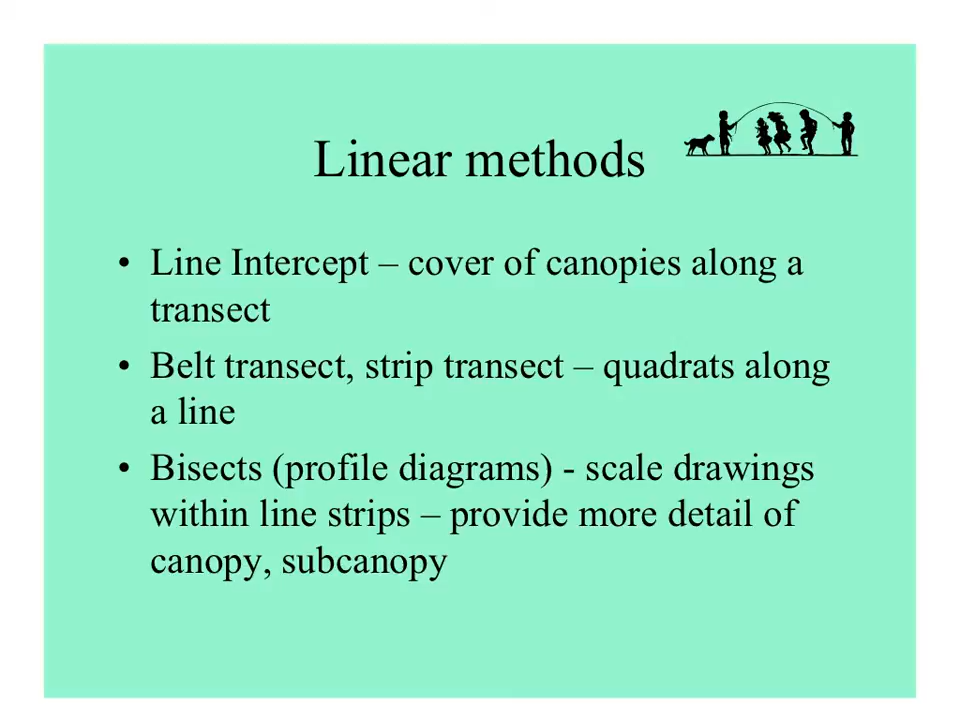 Linear methods
• Line Intercept – cover of canopies along a
transect
• Belt transect, strip transect – quadrats along
a line
• Bisects (profile diagrams) - scale drawings
within line strips – provide more detail of
canopy, subcanopy